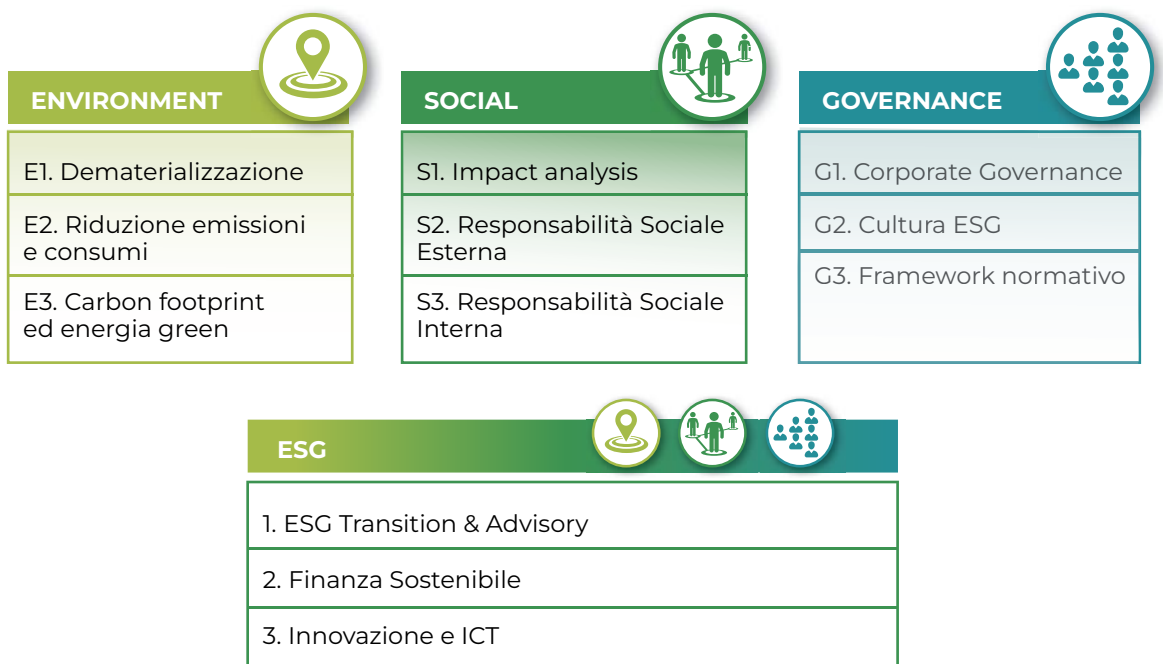 ENVIRONMENT
E1. Dematerializzazione
E2. Riduzione emissioni
e consumi
E3. Carbon footprint
ed energia green
SOCIAL
S1. Impact analysis
S2. Responsabilità Sociale
Esterna
S3. Responsabilità Sociale
Interna
GOVERNANCE
G1. Corporate Governance
G2. Cultura ESG
G3. Framework normativo
ESG
1. ESG Transition & Advisory
2. Finanza Sostenibile
3. Innovazione e ICT